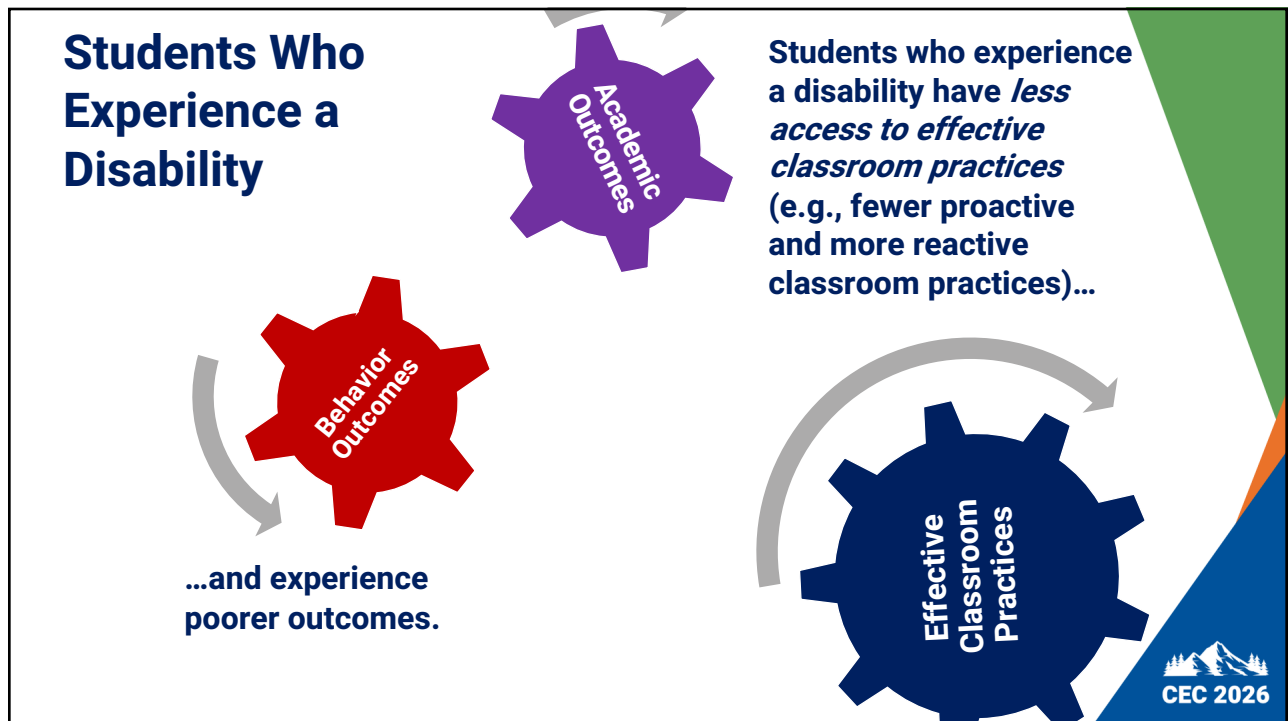 Students Who
Experience a
Disability
Academic
Outcomes
Students who experience
a disability have less
access to effective
classroom practices
(e.g., fewer proactive
and more reactive
classroom practices)…
Behavior
Outcomes
…and experience
poorer outcomes.
Effective
Classroom
Practices
CEC 2026